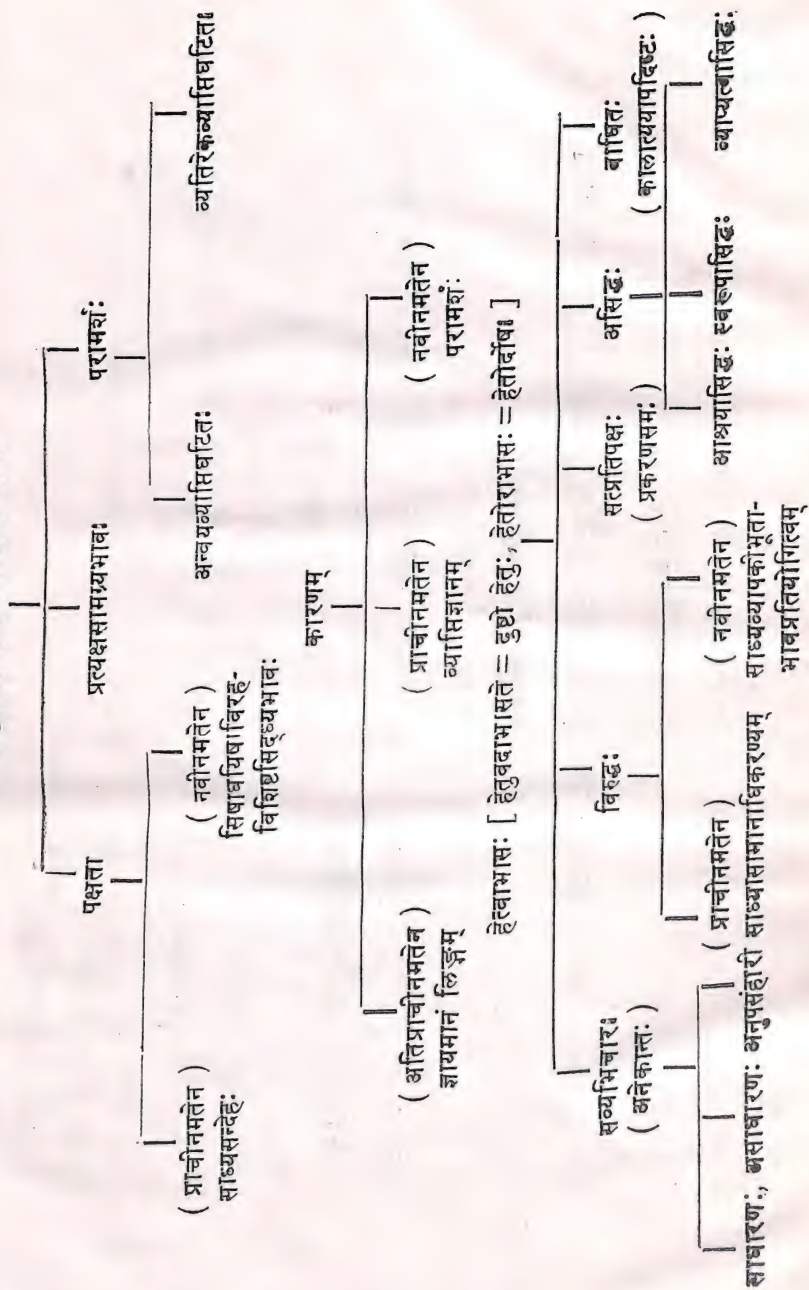 पक्षता प्रत्यक्षसामग्र्यभावः परामर्शः
( प्राचीनमतेन ) ( नवीनमतेन ) अन्वयव्याप्तिघटितः व्यतिरेकव्याप्तिघटितः
साध्यसन्देहः सिषाधयिषाविरह-
विशिष्टसिद्ध्यभावः
कारणम्
( अतिप्राचीनमतेन ( प्राचीनमतेन ) ( नवीनमतेन )
ज्ञायमानं लिङ्गम् व्याप्तिज्ञानम् परामर्शः
हेत्वाभासः [ हेतुवदाभासते = दुष्टो हेतुः, हेतोराभासः = हेतोर्दोषः ]
सव्यभिचारः विरुद्धः सत्प्रतिपक्षः असिद्धः बाधितः
( अनेकान्तः ) ( प्रकरणसमः ) ( कालात्ययापदिष्टः )
( प्राचीनमतेन ) ( नवीनमतेन ) आश्रयासिद्धः स्वरूपासिद्धः व्याप्यत्वासिद्धः
साधारणः, असाधारणः अनुपसंहारी साध्यासामानाधिकरण्यम् साध्यव्यापकीभूता-
भावप्रतियोगित्वम्